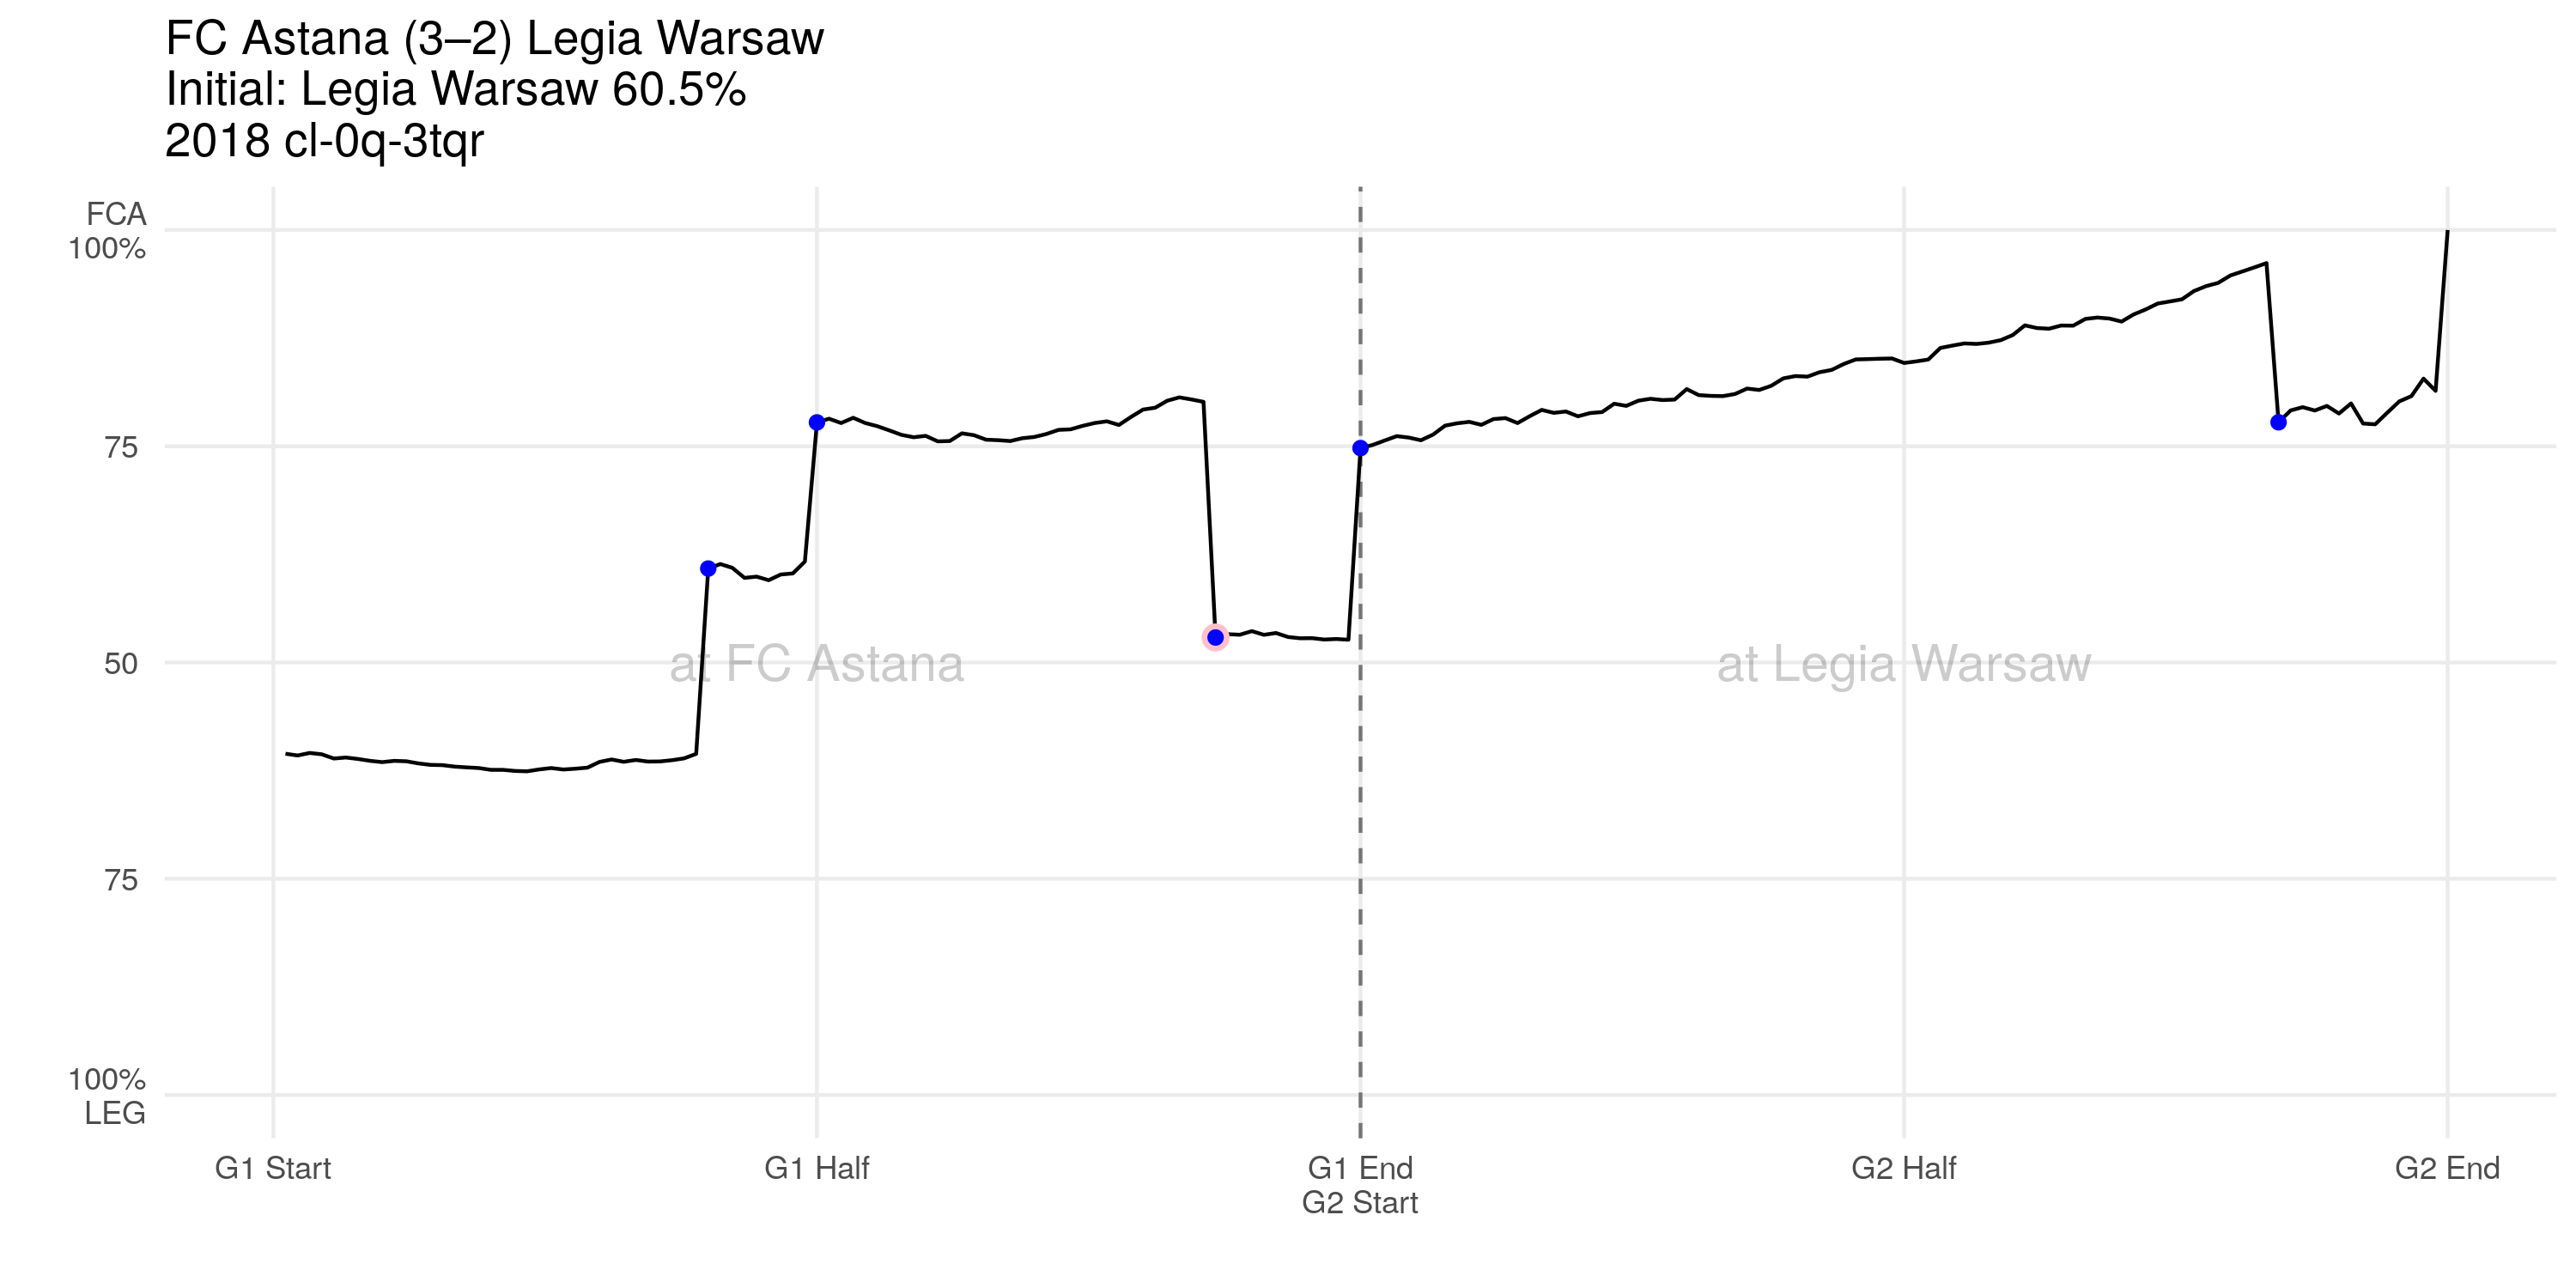 FC Astana (3–2) Legia Warsaw
Initial: Legia Warsaw 60.5%
2018 cl-0q-3tqr
FCA
100%
75
50
75
100%
LEG
at FC Astana
at Legia Warsaw
G1 Start
G1 Half
G1 End
G2 Start
G2 Half
G2 End